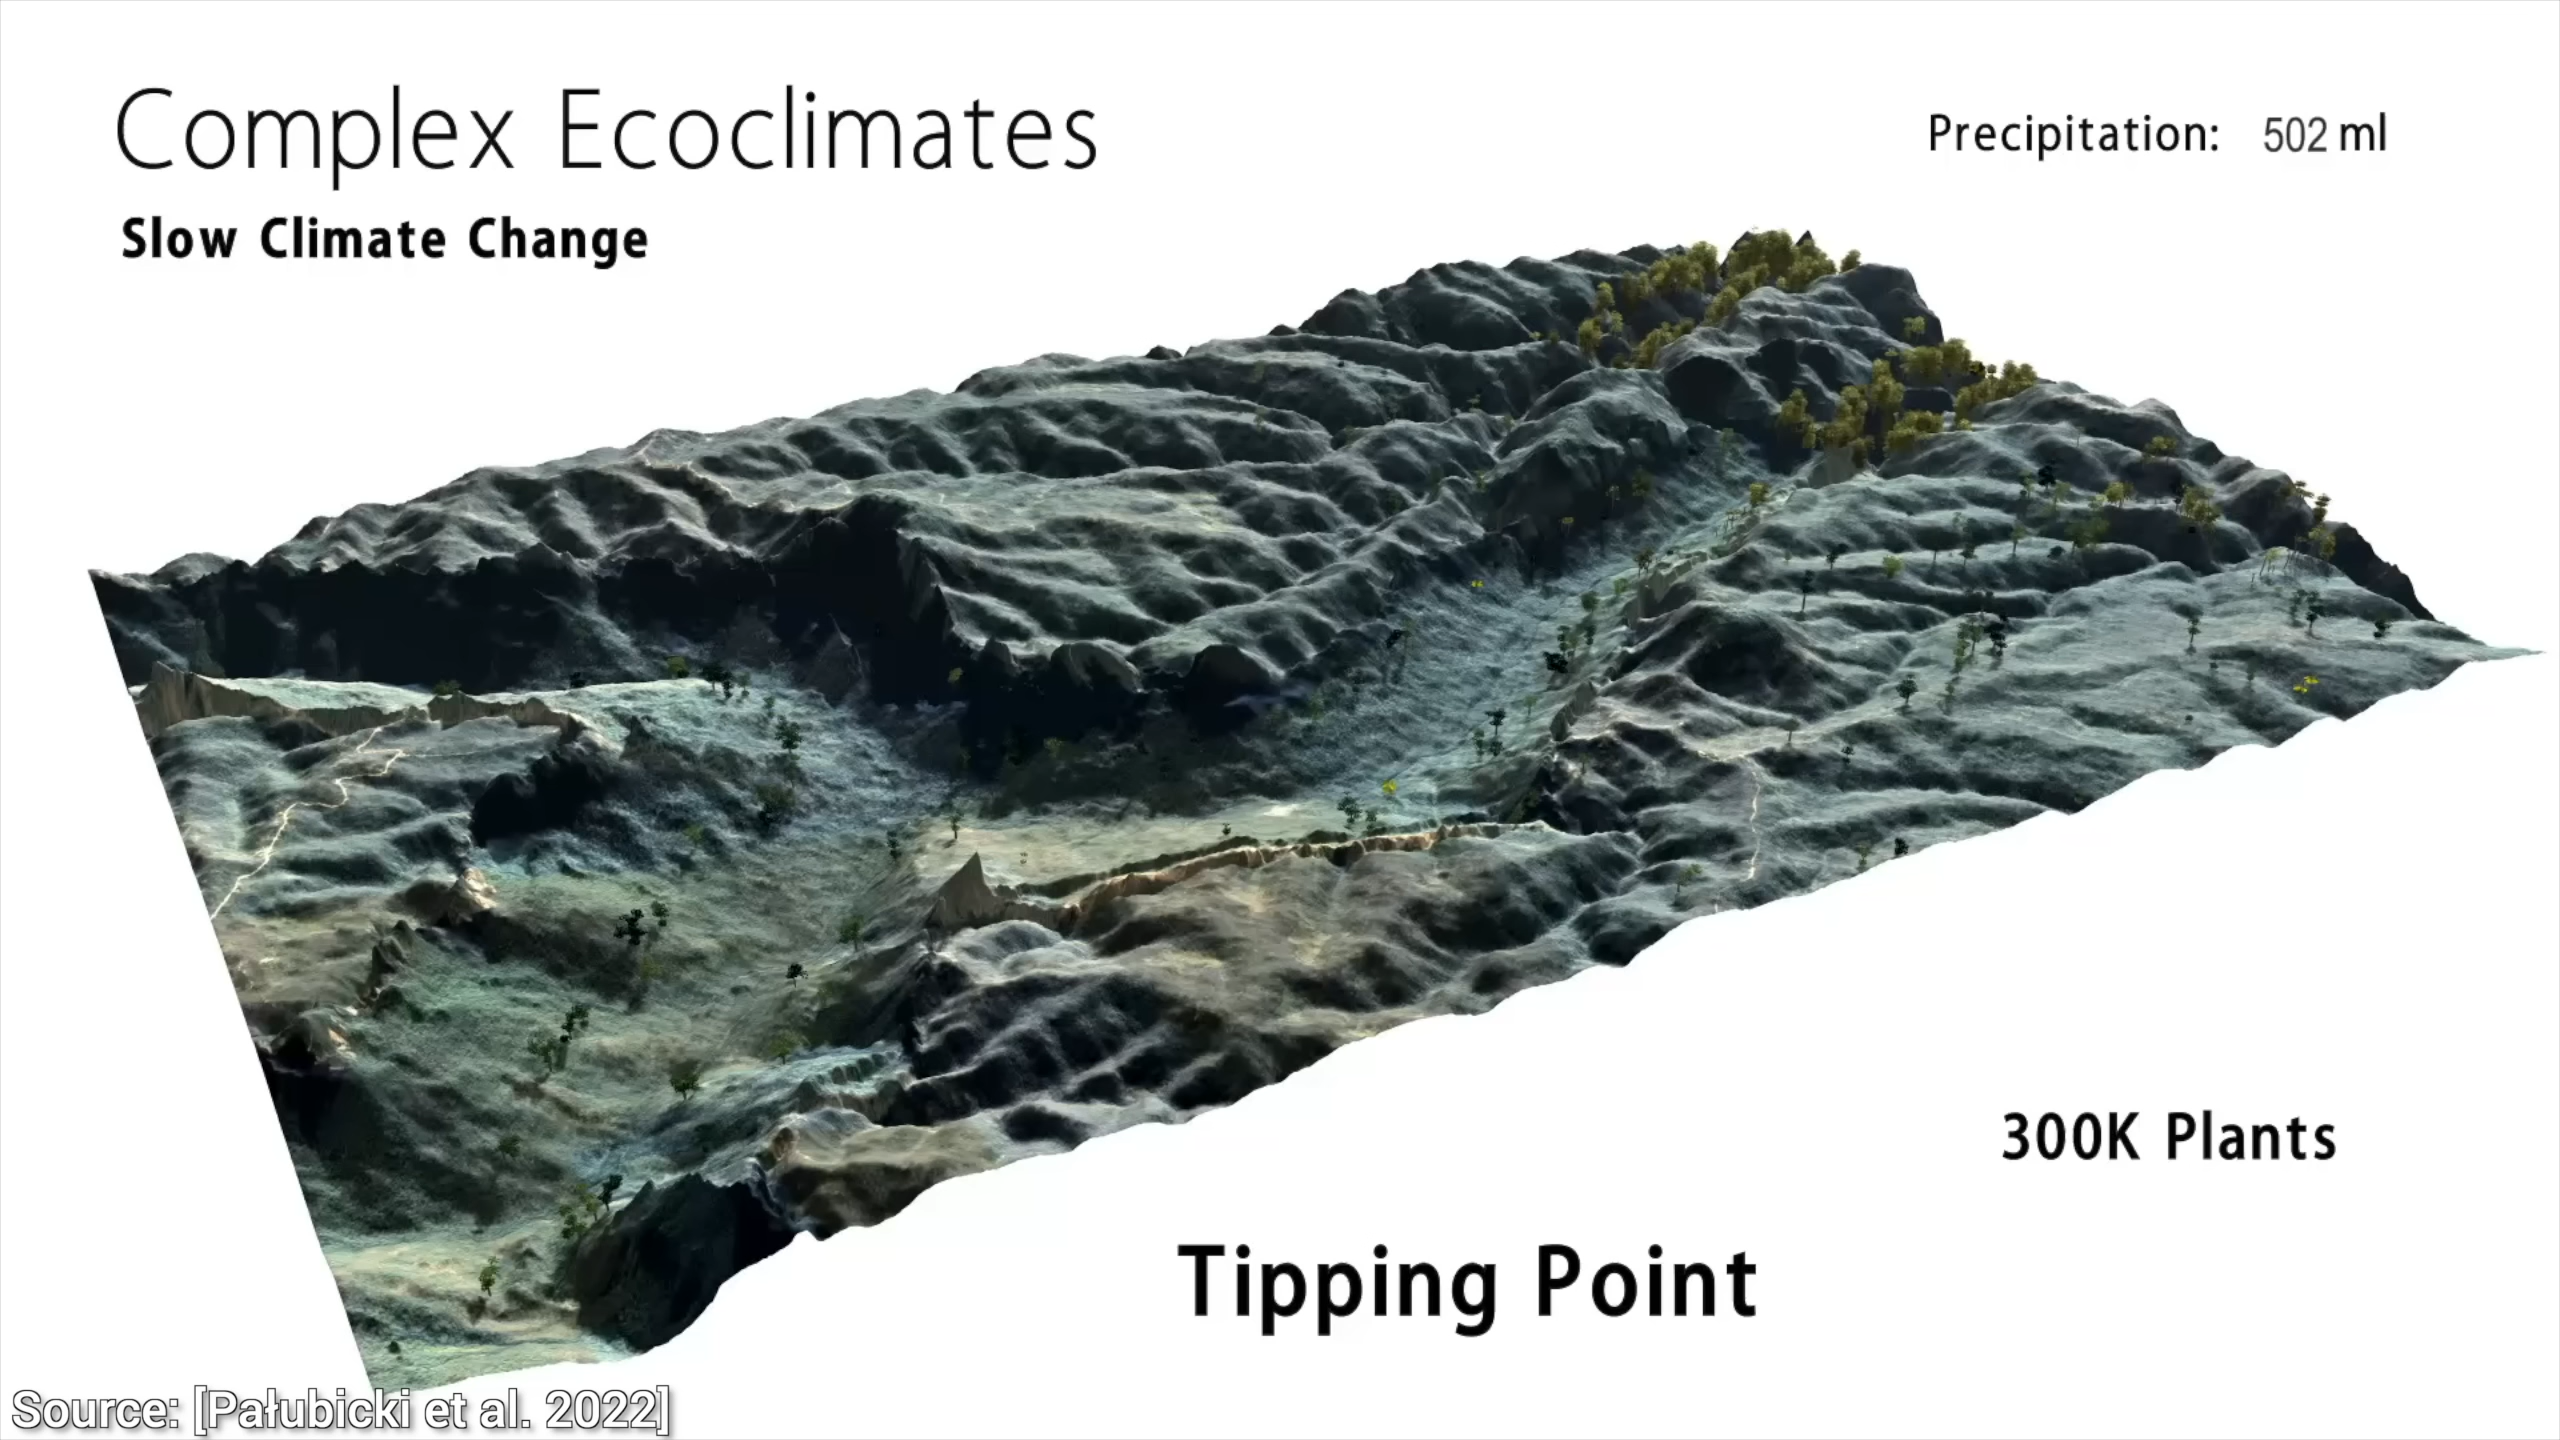 Complex Ecoclimates
Precipitation: 502 ml
Slow Climate Change
300K Plants
Tipping Point
Source: [Pałubicki et al. 2022]